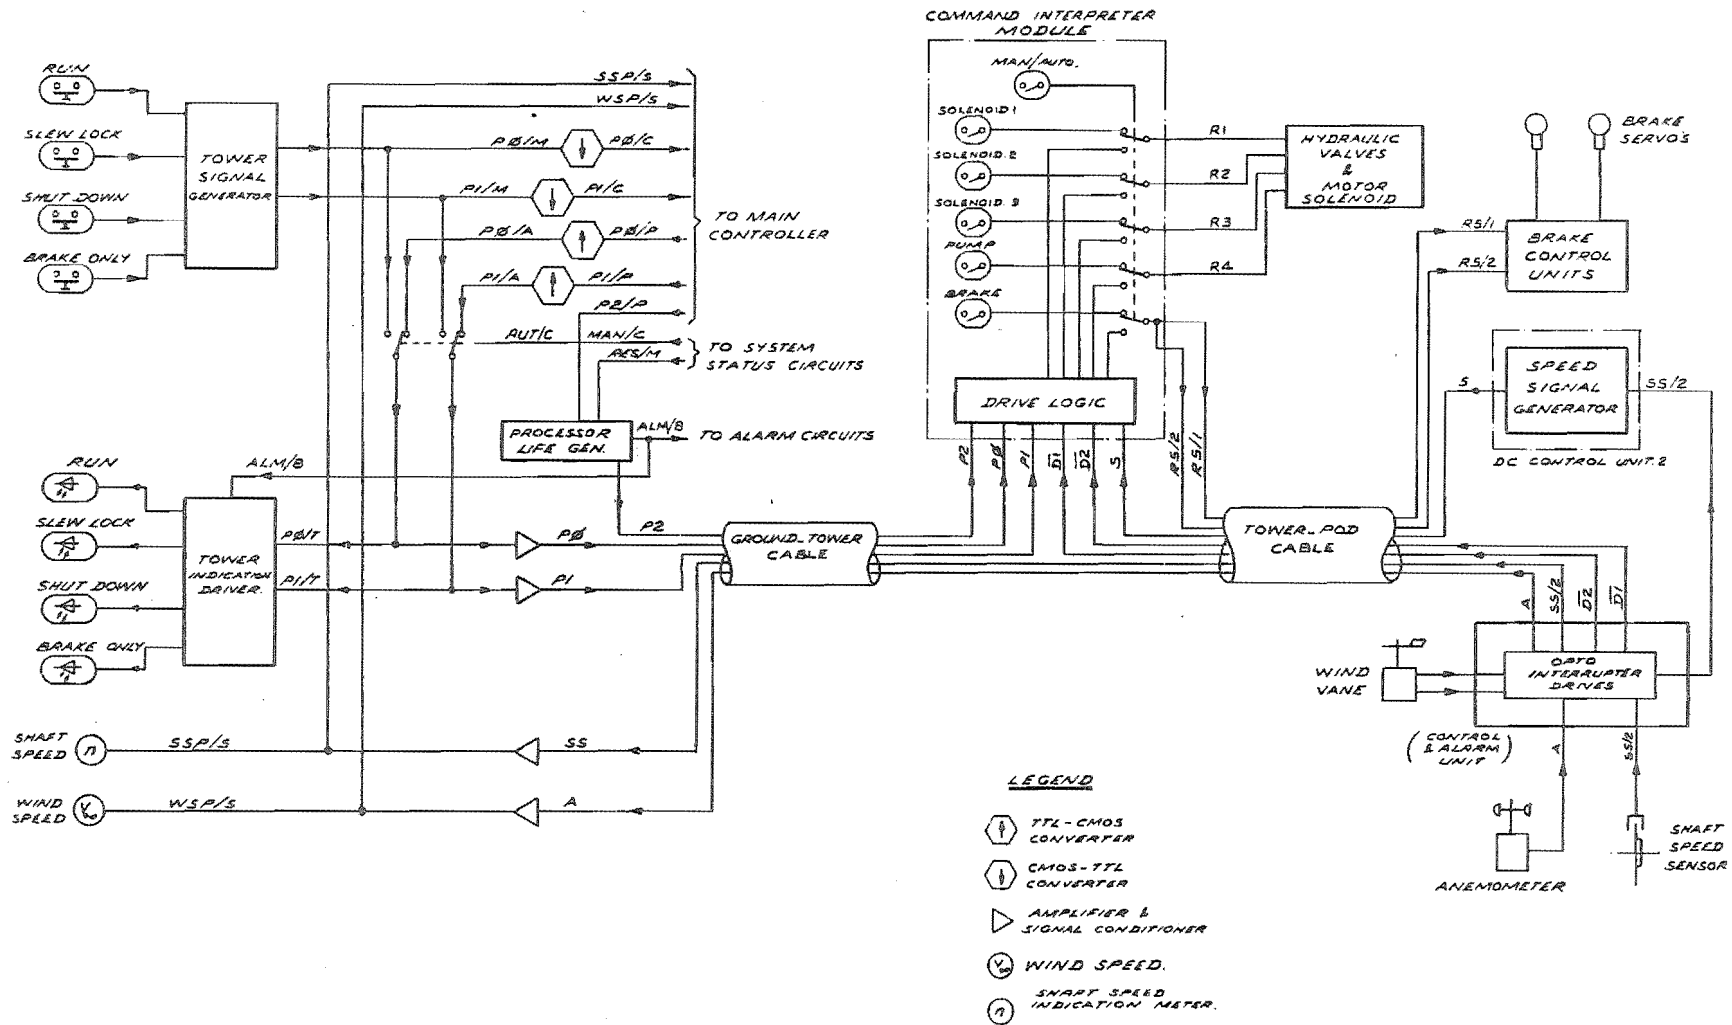 COMMAND INTERPRETER
MODULE
MAN/AUTO.
SOLENOID 1
SOLENOID. 2
SOLENOID. 3
PUMP
BRAKE
DRIVE LOGIC
R1
R2
R3
R4
HYDRAULIC
VALVES
&
MOTOR
SOLENOID
BRAKE
SERVO'S
RS/1
RS/2
BRAKE
CONTROL
UNITS
SPEED
SIGNAL
GENERATOR
S
SS/2
DC CONTROL UNIT. 2
RUN
SLEW LOCK
SHUT DOWN
BRAKE ONLY
TOWER
SIGNAL
GENERATOR
SSP/S
WSP/S
PØ/M
PØ/C
P1/M
P1/C
PØ/A
PØ/P
P1/A
P1/P
P2/P
TO MAIN
CONTROLLER
AUT/C
MAN/C
RES/M
TO SYSTEM
STATUS CIRCUITS
PROCESSOR
LIFE GEN.
ALM/B
TO ALARM CIRCUITS
ALM/B
RUN
SLEW LOCK
SHUT DOWN
BRAKE ONLY
TOWER
INDICATION
DRIVER.
PØ/T
P1/T
P2
PØ
P1
GROUND-TOWER
CABLE
P2
PØ
P1
D1
D2
S
RS/2
RS/1
TOWER-POD
CABLE
A
SS/2
D2
D1
WIND
VANE
OPTO
INTERRUPTER
DRIVES
(CONTROL
& ALARM
UNIT)
A
SS/2
ANEMOMETER
SHAFT
SPEED
SENSOR
SHAFT
SPEED
n
SSP/S
SS
WIND
SPEED
V∞
WSP/S
A
LEGEND
TTL-CMOS
CONVERTER
CMOS-TTL
CONVERTER
AMPLIFIER &
SIGNAL CONDITIONER
V∞ WIND SPEED.
SHAFT SPEED
n INDICATION METER.